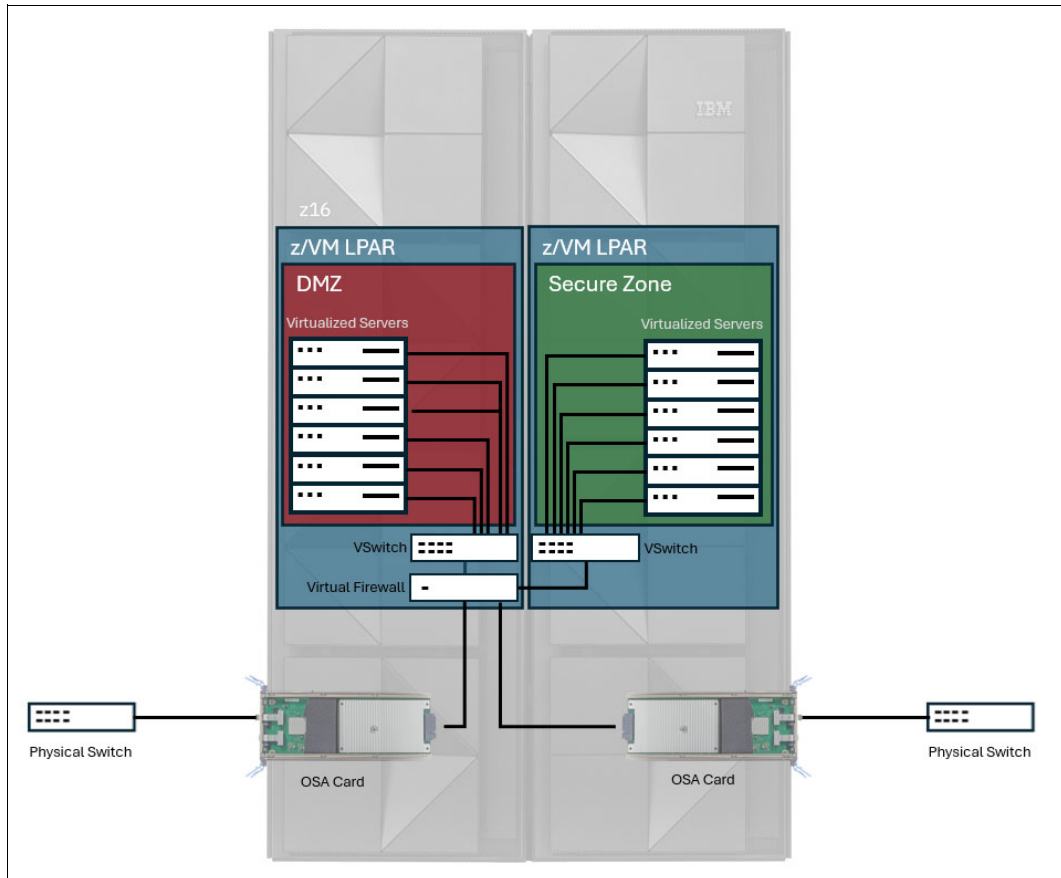 IBM
z16
z/VM LPAR
z/VM LPAR
DMZ
Secure Zone
Virtualized Servers
Virtualized Servers
VSwitch
VSwitch
Virtual Firewall
Physical Switch
OSA Card
OSA Card
Physical Switch